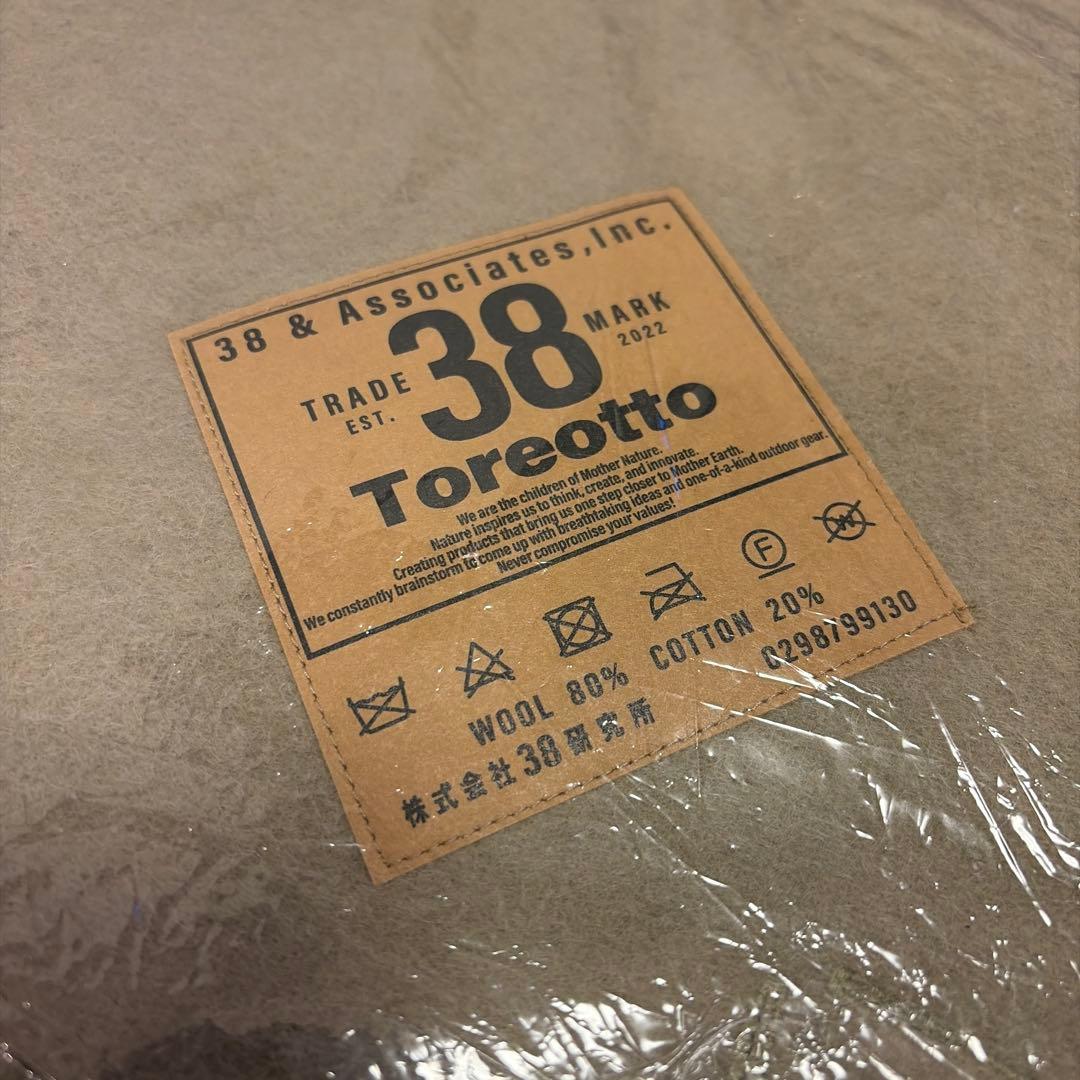 38 & Associates,Inc.
TRADE 38 MARK
EST. 2022
Toreotto
We are the children of Mother Nature.
Nature inspires us to think, create, and innovate.
Creating products that bring us one step closer to Mother Earth.
We constantly brainstorm to come up with breathtaking ideas and one-of-a-kind outdoor gear.
Never compromise your values!
F W
WOOL 80% COTTON 20%
株式会社38研究所 0298799130